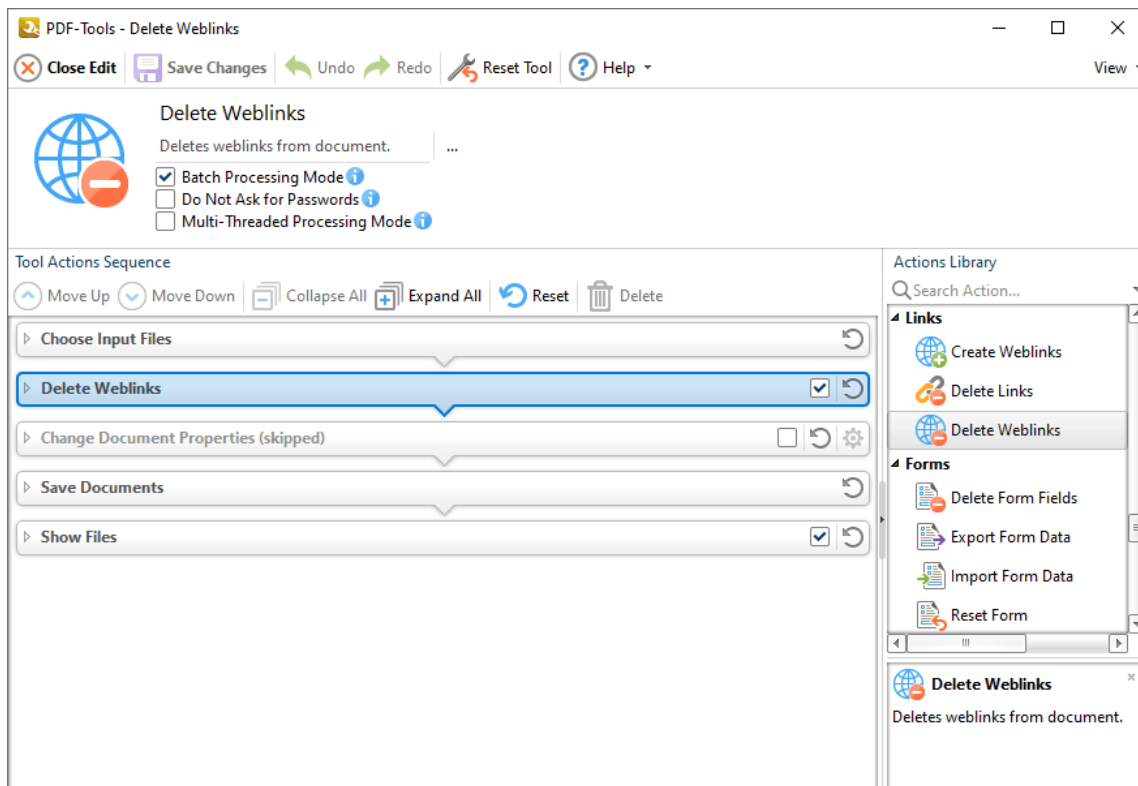 PDF-Tools - Delete Weblinks
Close Edit Save Changes Undo Redo Reset Tool Help View
Delete Weblinks
Deletes weblinks from document. ...
Batch Processing Mode
Do Not Ask for Passwords
Multi-Threaded Processing Mode
Tool Actions Sequence
Move Up Move Down Collapse All Expand All Reset Delete
Choose Input Files
Delete Weblinks
Change Document Properties (skipped)
Save Documents
Show Files
Actions Library
Search Action...
Links
Create Weblinks
Delete Links
Delete Weblinks
Forms
Delete Form Fields
Export Form Data
Import Form Data
Reset Form
Delete Weblinks
Deletes weblinks from document.